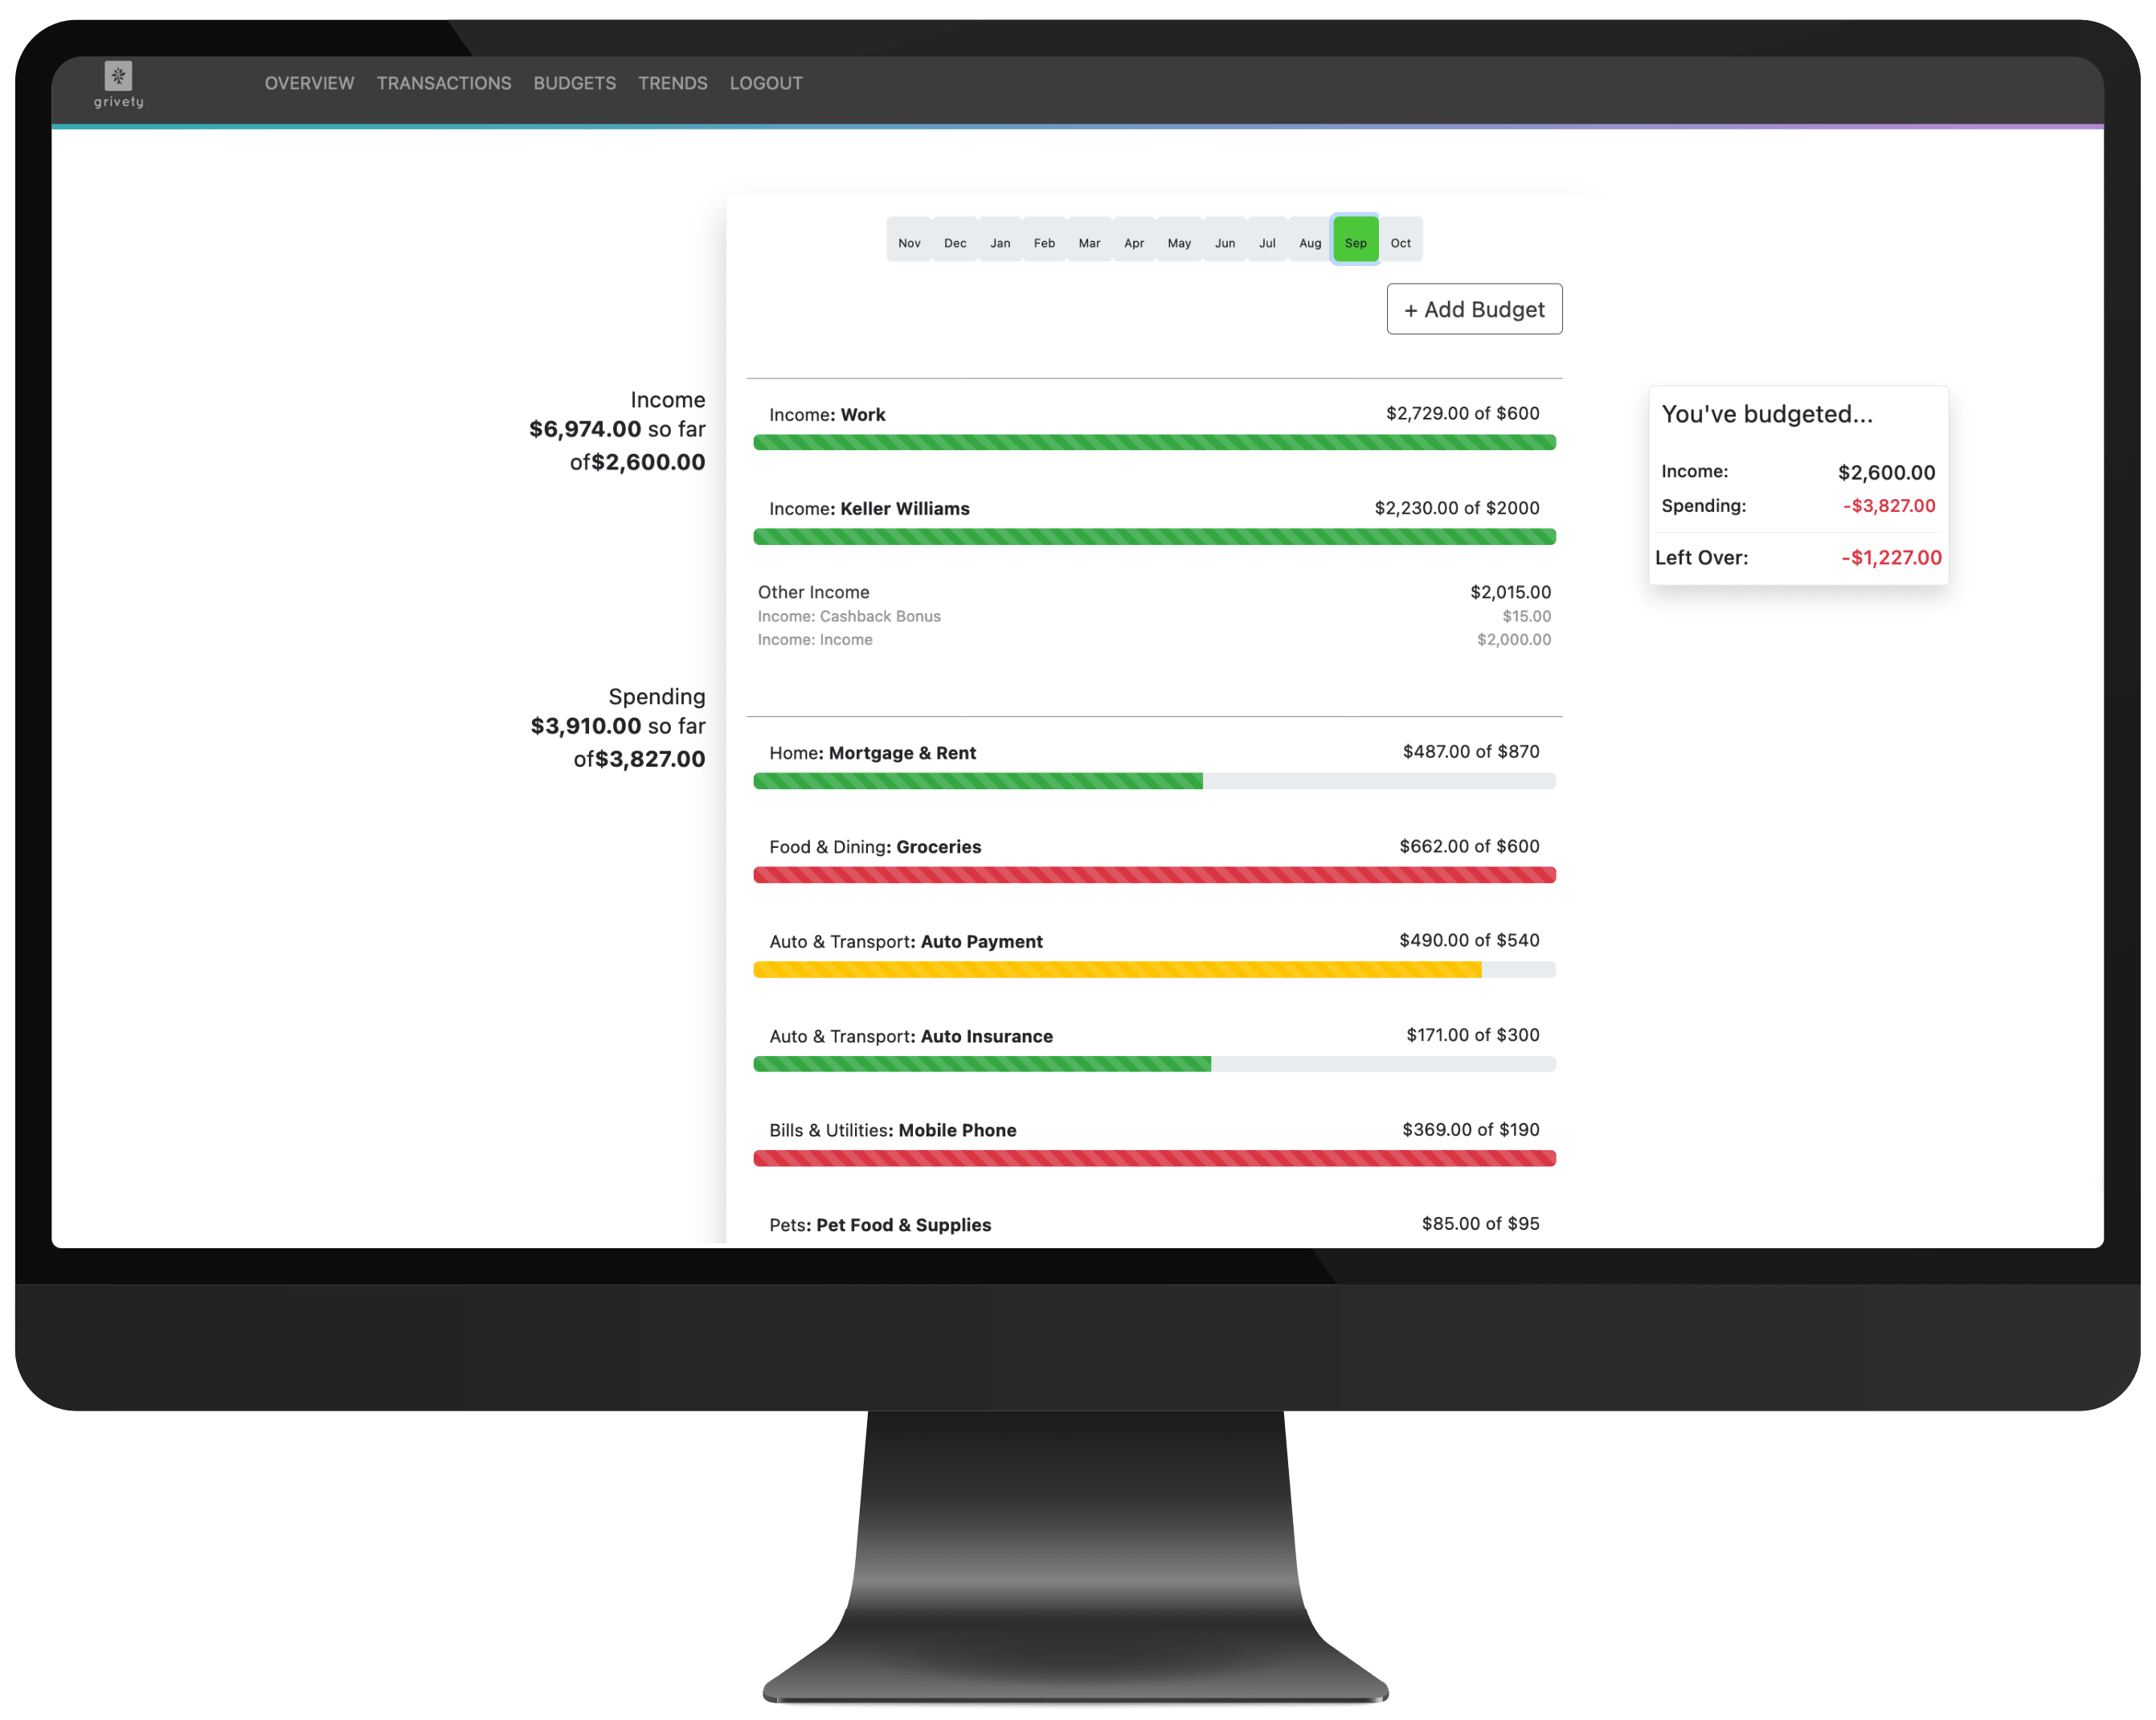 grivety
OVERVIEW TRANSACTIONS BUDGETS TRENDS LOGOUT
Nov Dec Jan Feb Mar Apr May Jun Jul Aug Sep Oct
+ Add Budget
Income
$6,974.00 so far
of$2,600.00
Income: Work $2,729.00 of $600
Income: Keller Williams $2,230.00 of $2000
Other Income $2,015.00
Income: Cashback Bonus $15.00
Income: Income $2,000.00
You've budgeted...
Income: $2,600.00
Spending: -$3,827.00
Left Over: -$1,227.00
Spending
$3,910.00 so far
of$3,827.00
Home: Mortgage & Rent $487.00 of $870
Food & Dining: Groceries $662.00 of $600
Auto & Transport: Auto Payment $490.00 of $540
Auto & Transport: Auto Insurance $171.00 of $300
Bills & Utilities: Mobile Phone $369.00 of $190
Pets: Pet Food & Supplies $85.00 of $95